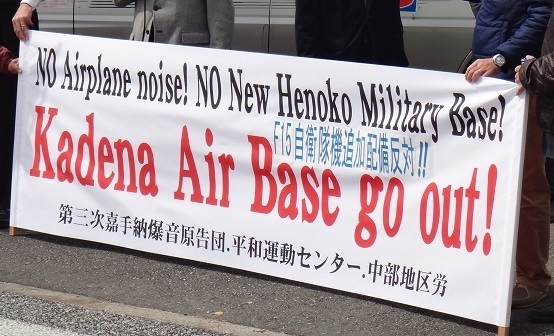 NO Airplane noise! NO New Henoko Military Base!
F15自衛隊機追加配備反対!!
Kadena Air Base go out!
第三次嘉手納爆音原告団.平和運動センター.中部地区労